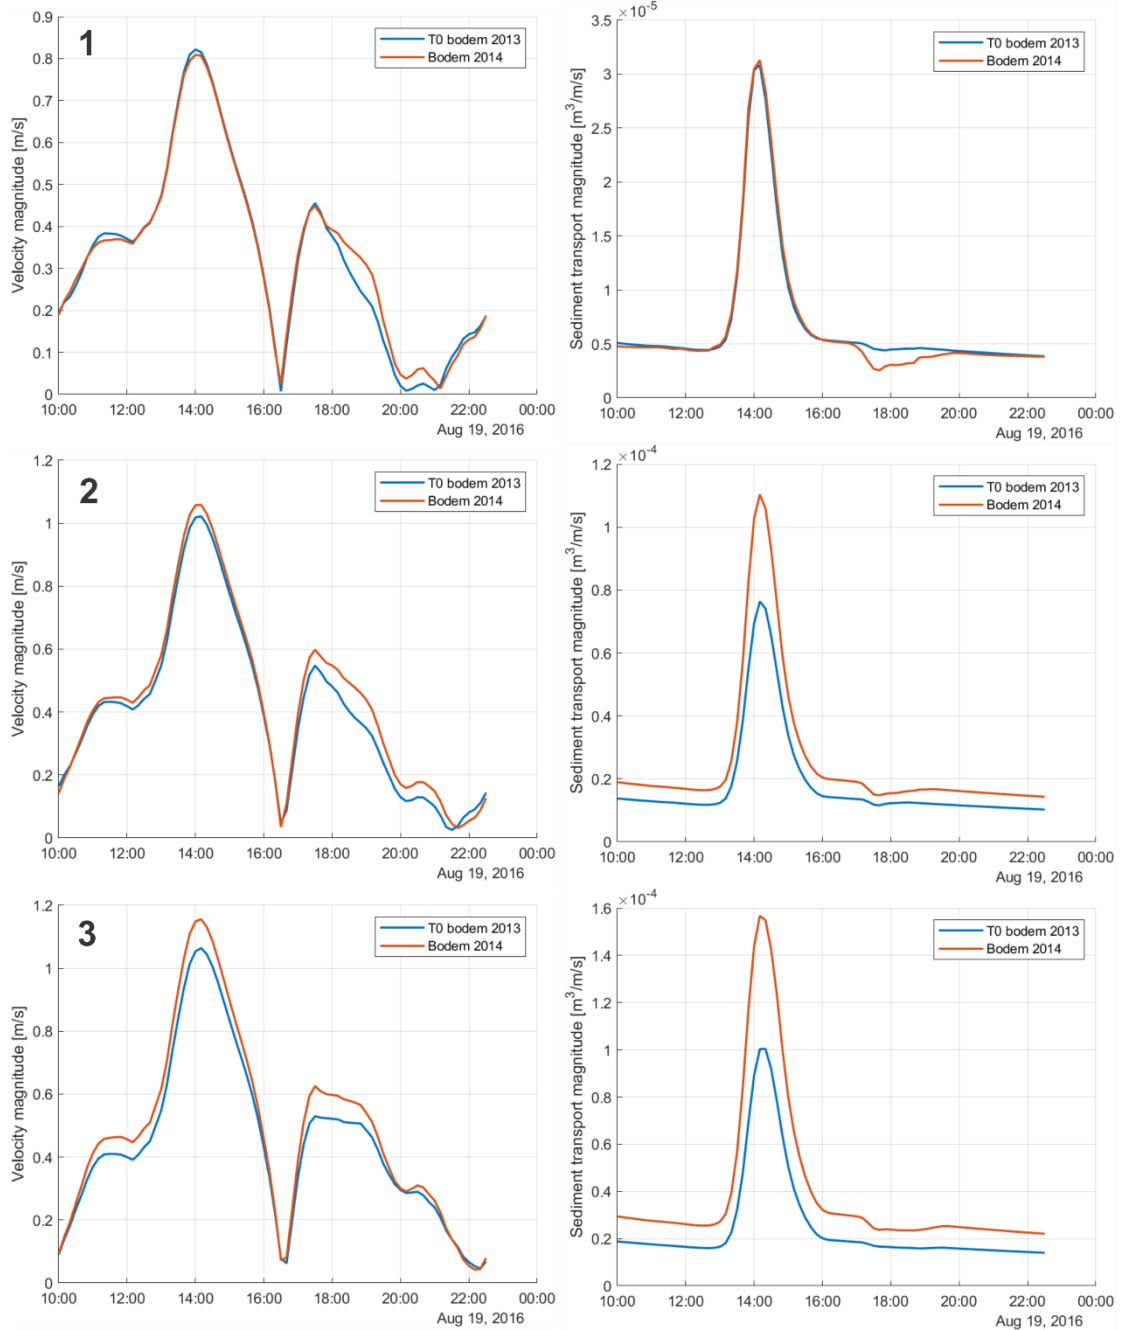 1
0.9
0.8
0.7
0.6
0.5
0.4
0.3
0.2
0.1
0
Velocity magnitude [m/s]
T0 bodem 2013
Bodem 2014
10:00 12:00 14:00 16:00 18:00 20:00 22:00 00:00
Aug 19, 2016
×10⁻⁵
3.5
3
2.5
2
1.5
1
0.5
0
Sediment transport magnitude [m³/m/s]
T0 bodem 2013
Bodem 2014
10:00 12:00 14:00 16:00 18:00 20:00 22:00 00:00
Aug 19, 2016
2
1.2
1
0.8
0.6
0.4
0.2
0
Velocity magnitude [m/s]
T0 bodem 2013
Bodem 2014
10:00 12:00 14:00 16:00 18:00 20:00 22:00 00:00
Aug 19, 2016
×10⁻⁴
1.2
1
0.8
0.6
0.4
0.2
0
Sediment transport magnitude [m³/m/s]
T0 bodem 2013
Bodem 2014
10:00 12:00 14:00 16:00 18:00 20:00 22:00 00:00
Aug 19, 2016
3
1.2
1
0.8
0.6
0.4
0.2
0
Velocity magnitude [m/s]
T0 bodem 2013
Bodem 2014
10:00 12:00 14:00 16:00 18:00 20:00 22:00 00:00
Aug 19, 2016
×10⁻⁴
1.6
1.4
1.2
1
0.8
0.6
0.4
0.2
0
Sediment transport magnitude [m³/m/s]
T0 bodem 2013
Bodem 2014
10:00 12:00 14:00 16:00 18:00 20:00 22:00 00:00
Aug 19, 2016